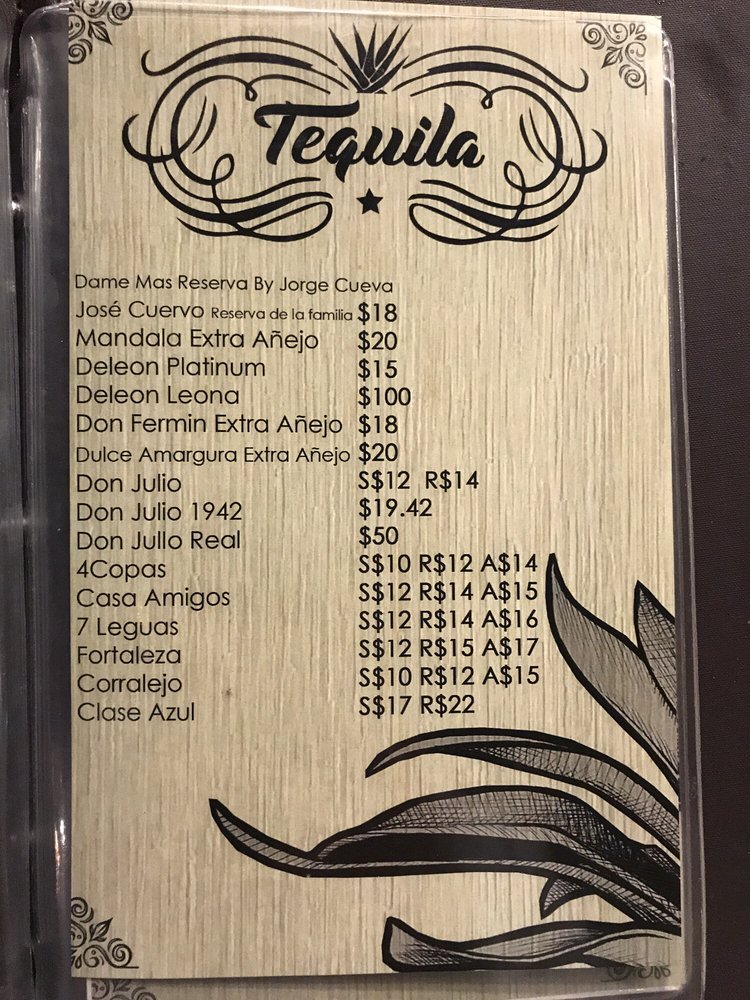 Tequila
Dame Mas Reserva By Jorge Cueva
José Cuervo Reserva de la familia $18
Mandala Extra Añejo $20
Deleon Platinum $15
Deleon Leona $100
Don Fermin Extra Añejo $18
Dulce Amargura Extra Añejo $20
Don Julio S$12 R$14
Don Julio 1942 $19.42
Don Jullo Real $50
4Copas S$10 R$12 A$14
Casa Amigos S$12 R$14 A$15
7 Leguas S$12 R$14 A$16
Fortaleza S$12 R$15 A$17
Corralejo S$10 R$12 A$15
Clase Azul S$17 R$22